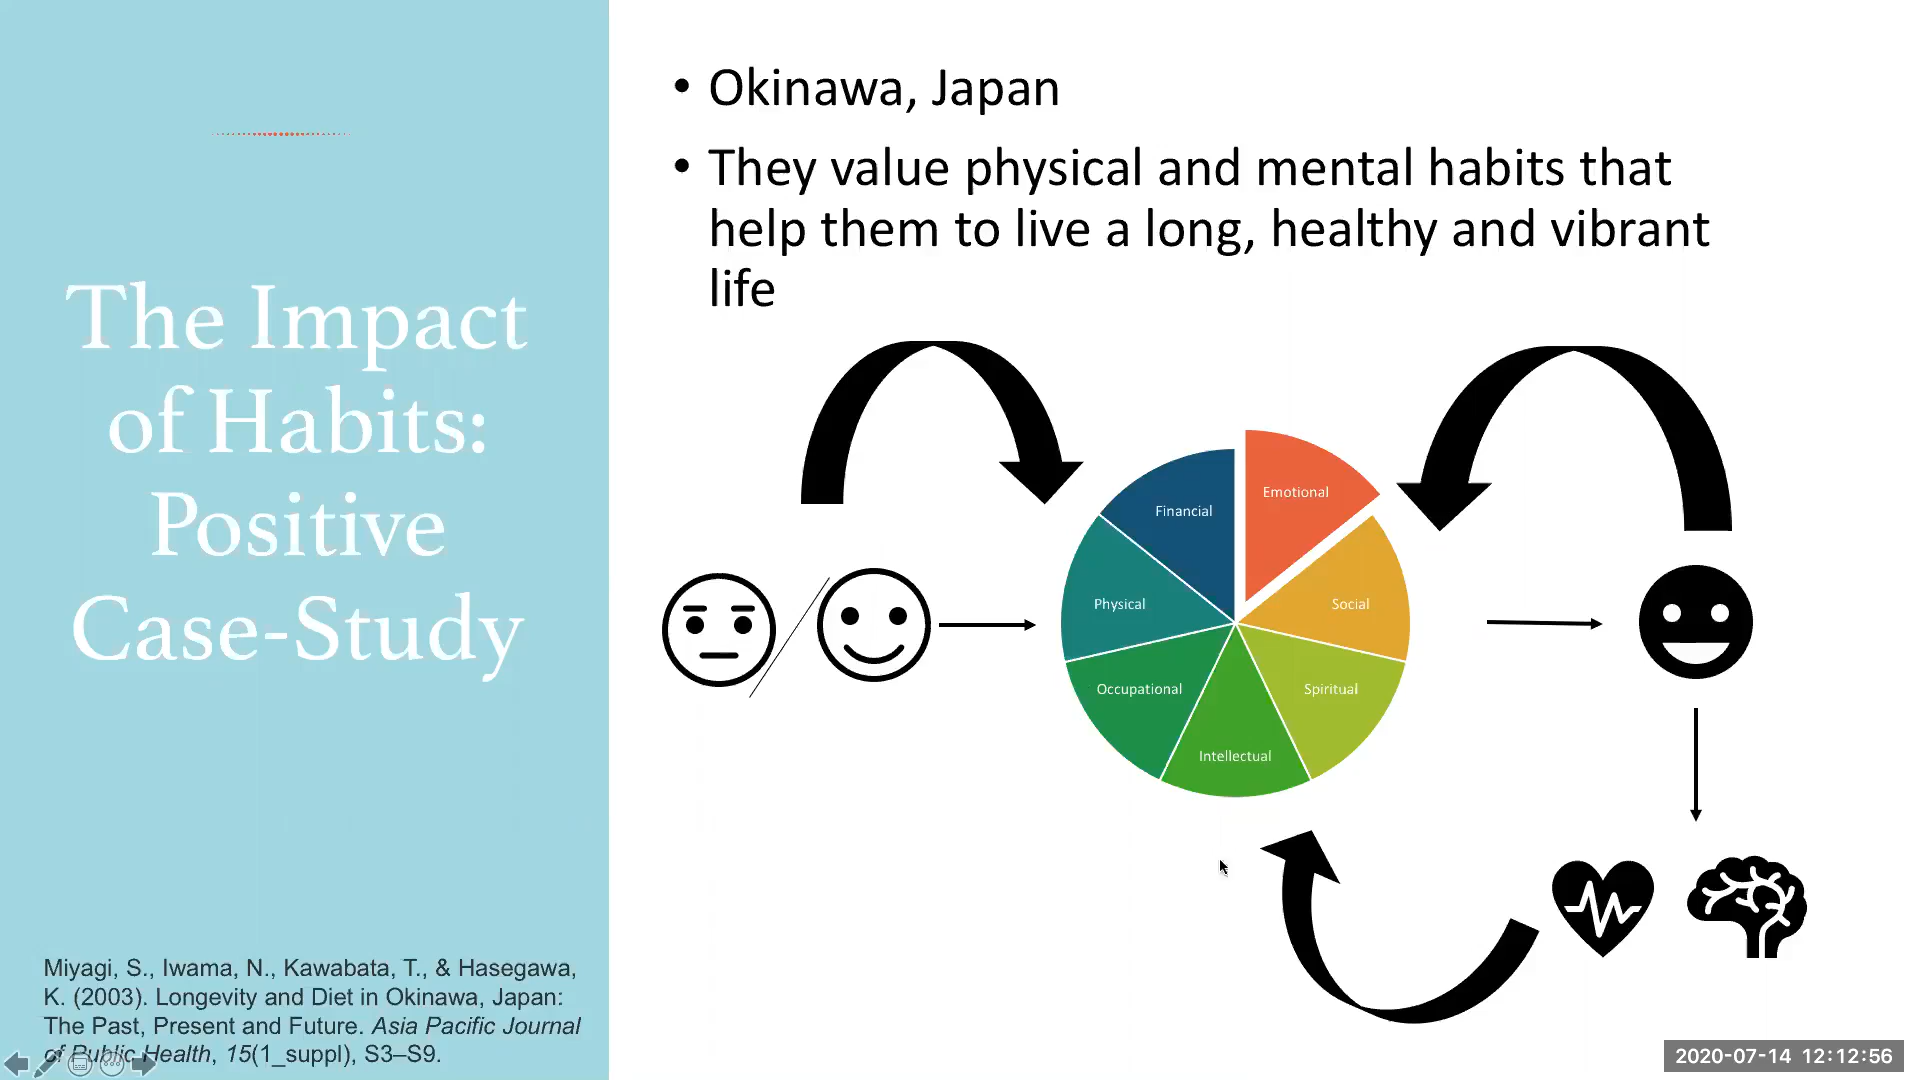 The Impact
of Habits:
Positive
Case-Study
Miyagi, S., Iwama, N., Kawabata, T., & Hasegawa,
K. (2003). Longevity and Diet in Okinawa, Japan:
The Past, Present and Future. Asia Pacific Journal
of Public Health, 15(1_suppl), S3–S9.
• Okinawa, Japan
• They value physical and mental habits that
help them to live a long, healthy and vibrant
life
Emotional
Financial
Physical
Social
Occupational
Spiritual
Intellectual
2020-07-14 12:12:56